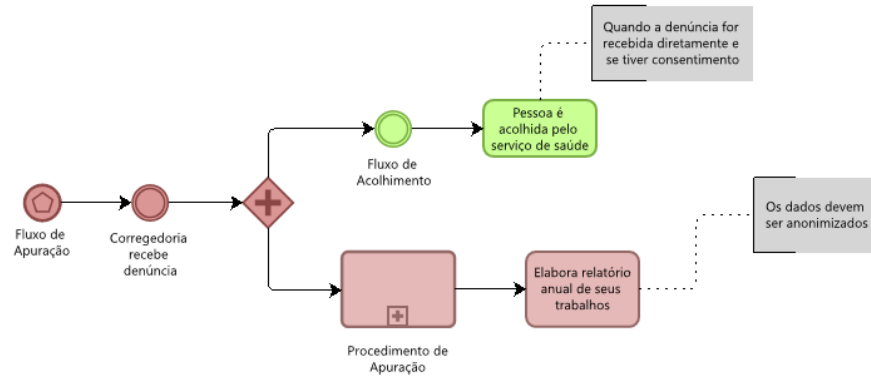 Quando a denúncia for
recebida diretamente e
se tiver consentimento
Pessoa é
acolhida pelo
serviço de saúde
Fluxo de
Acolhimento
Fluxo de
Apuração
Corregedoria
recebe
denúncia
Os dados devem
ser anonimizados
Elabora relatório
anual de seus
trabalhos
Procedimento de
Apuração